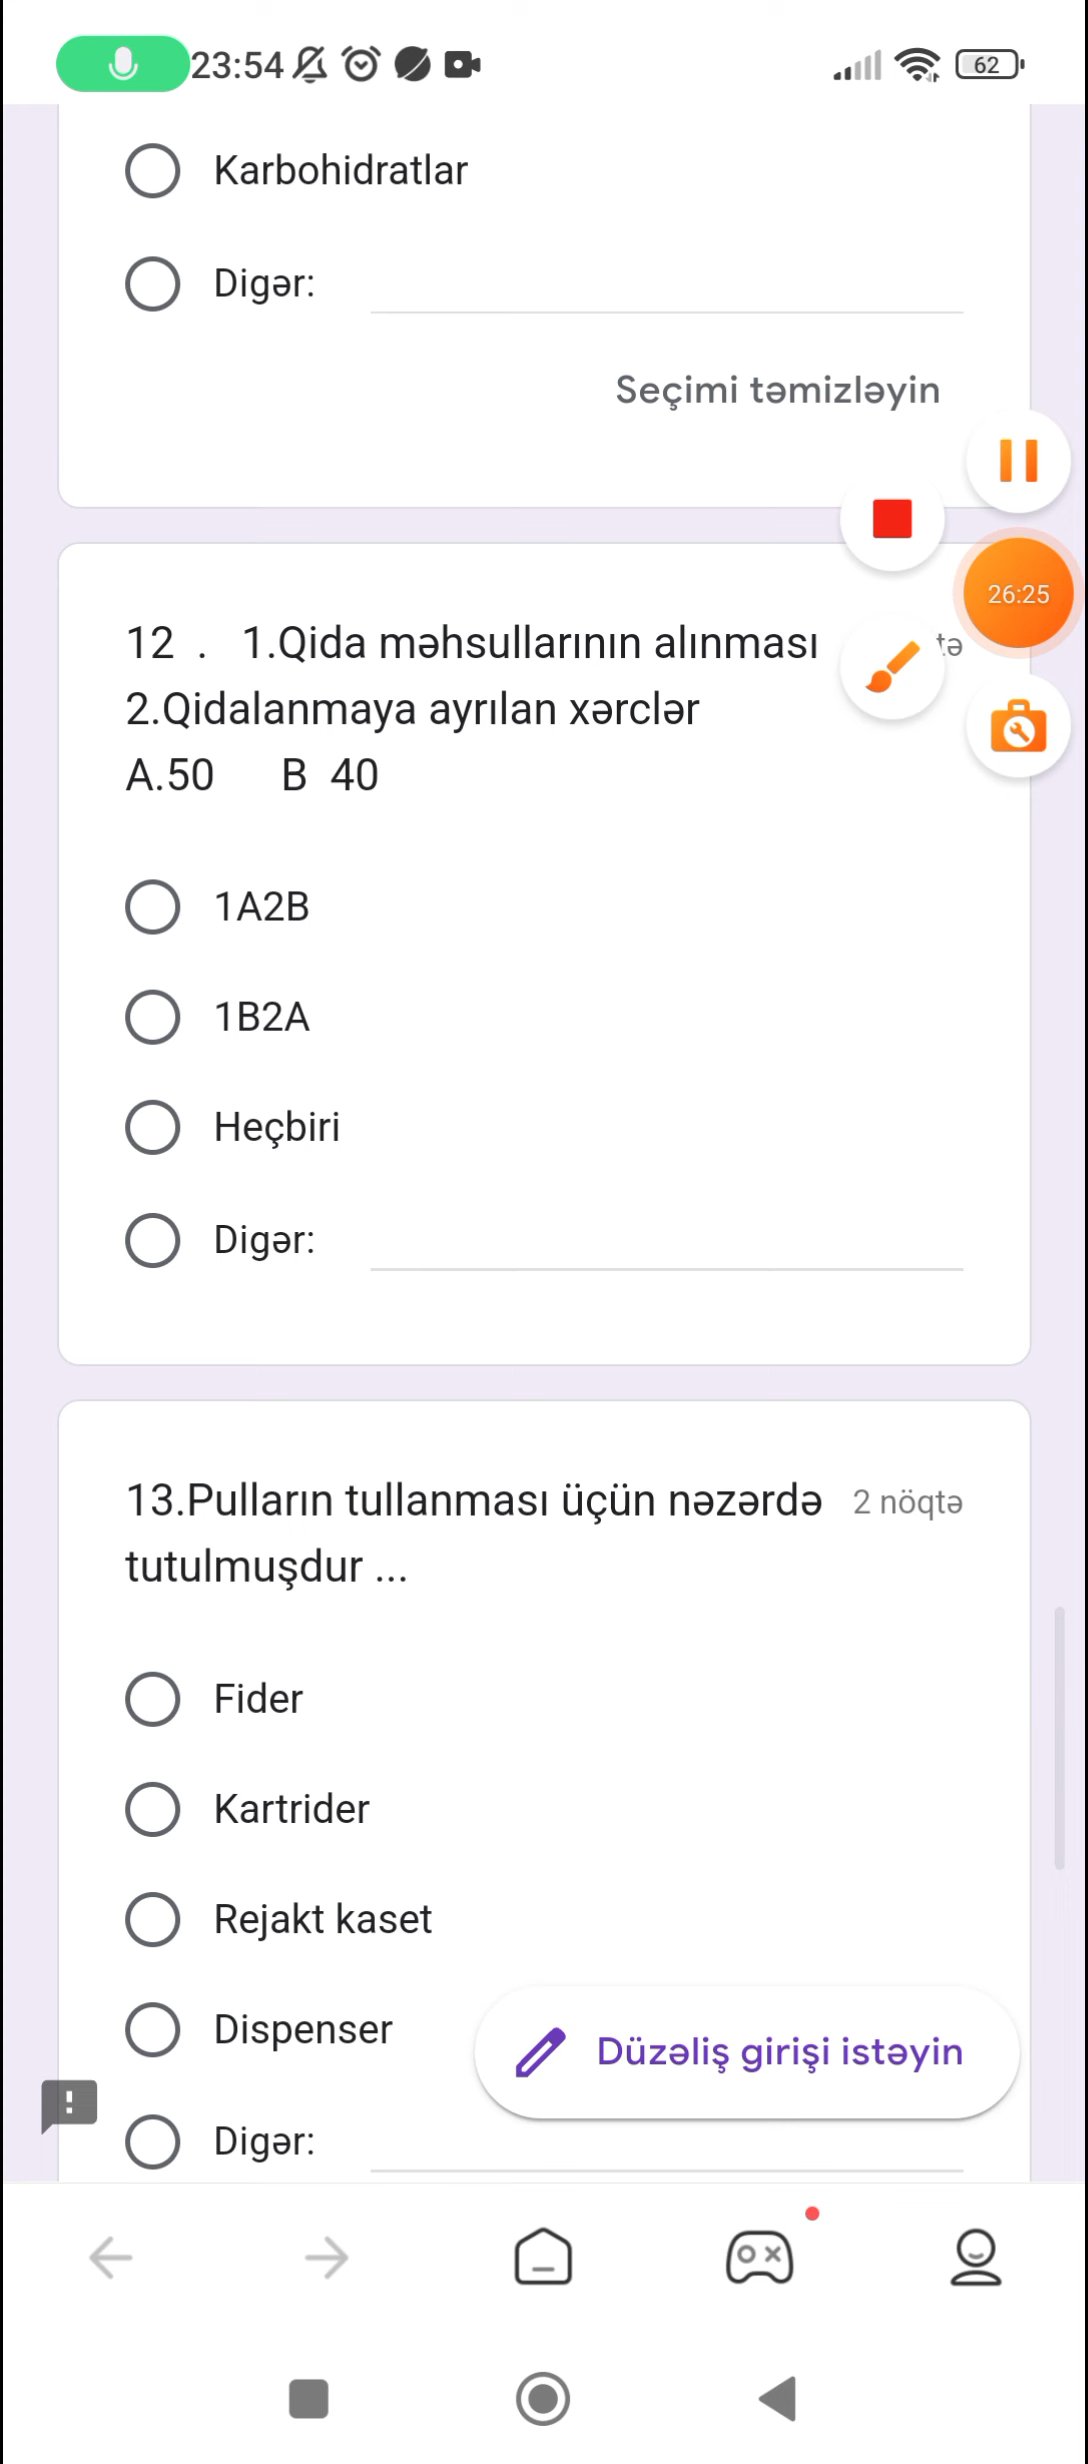 23:54
62
Karbohidratlar
Digər:
Seçimi təmizləyin
26:25
12 . 1.Qida məhsullarının alınması
2.Qidalanmaya ayrılan xərclər
A.50 B 40
1A2B
1B2A
Heçbiri
Digər:
13.Pulların tullanması üçün nəzərdə 2 nöqtə
tutulmuşdur ...
Fider
Kartrider
Rejakt kaset
Dispenser
Düzəliş girişi istəyin
Digər: